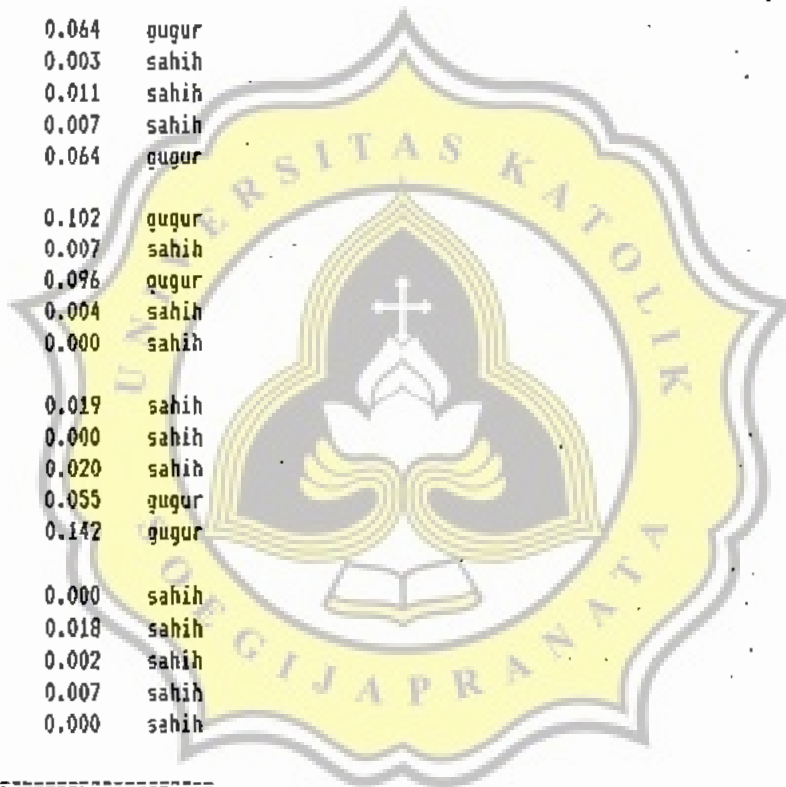 0.064 gugur
0.003 sahih
0.011 sahih
0.007 sahih
0.064 gugur
0.102 gugur
0.007 sahih
0.096 gugur
0.004 sahih
0.000 sahih
0.019 sahih
0.000 sahih
0.020 sahih
0.055 gugur
0.142 gugur
0.000 sahih
0.018 sahih
0.002 sahih
0.007 sahih
0.000 sahih
UNIVERSITAS KATOLIK
SOEGIJAPRANATA